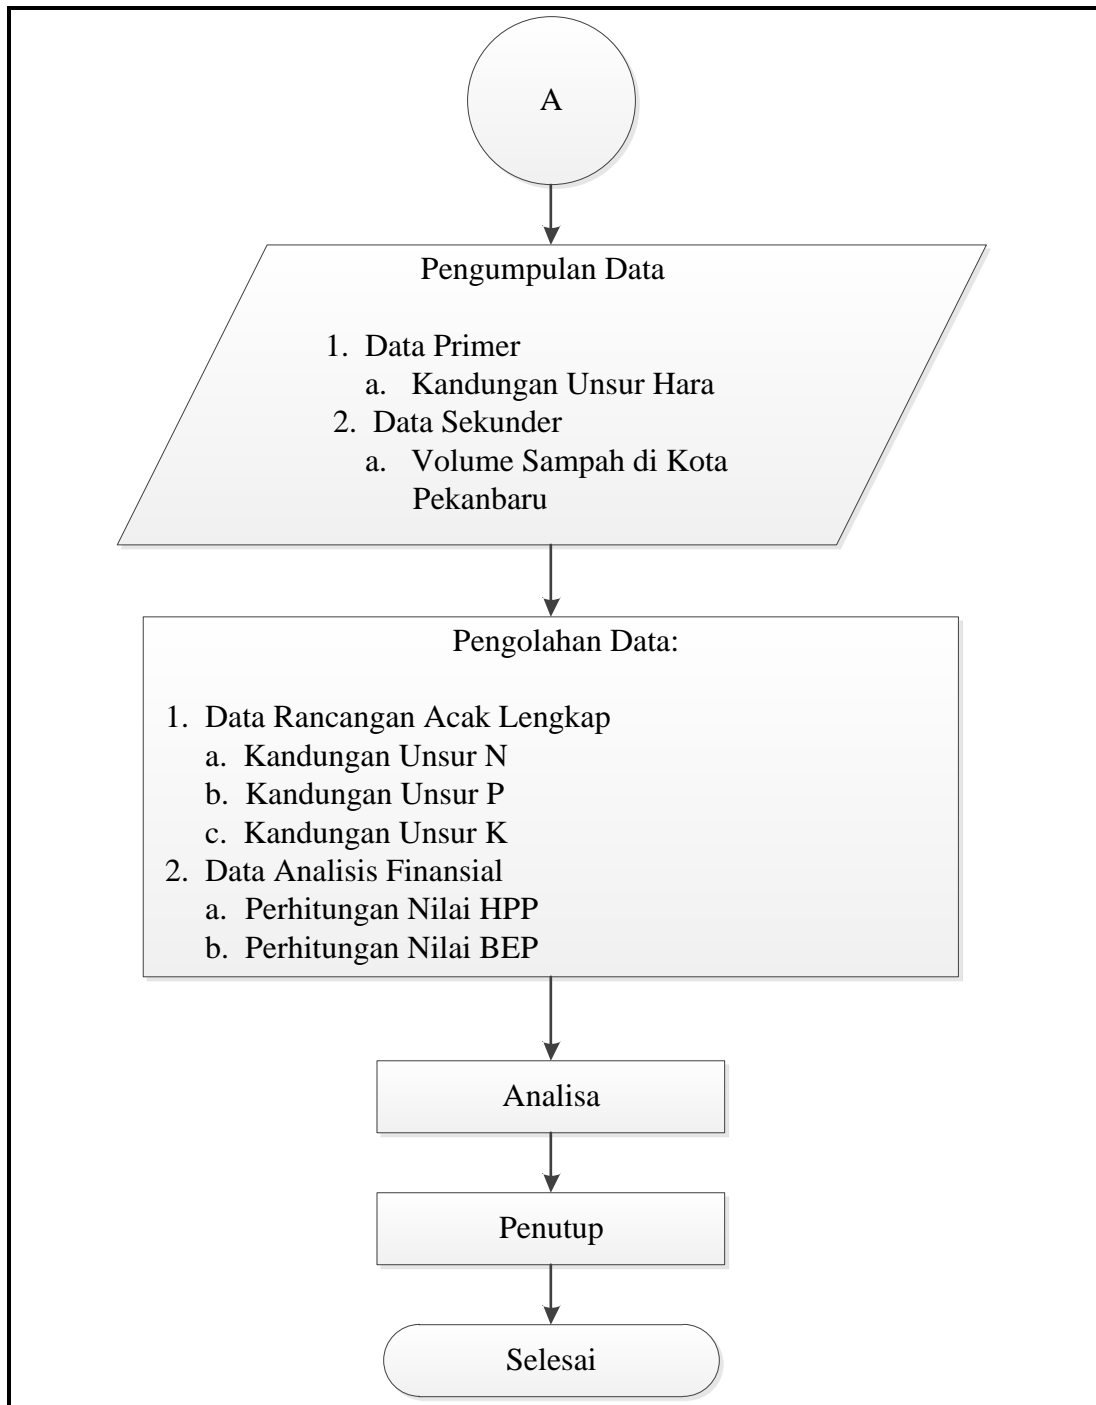 A
Pengumpulan Data
1. Data Primer
a. Kandungan Unsur Hara
2. Data Sekunder
a. Volume Sampah di Kota
Pekanbaru
Pengolahan Data:
1. Data Rancangan Acak Lengkap
a. Kandungan Unsur N
b. Kandungan Unsur P
c. Kandungan Unsur K
2. Data Analisis Finansial
a. Perhitungan Nilai HPP
b. Perhitungan Nilai BEP
Analisa
Penutup
Selesai